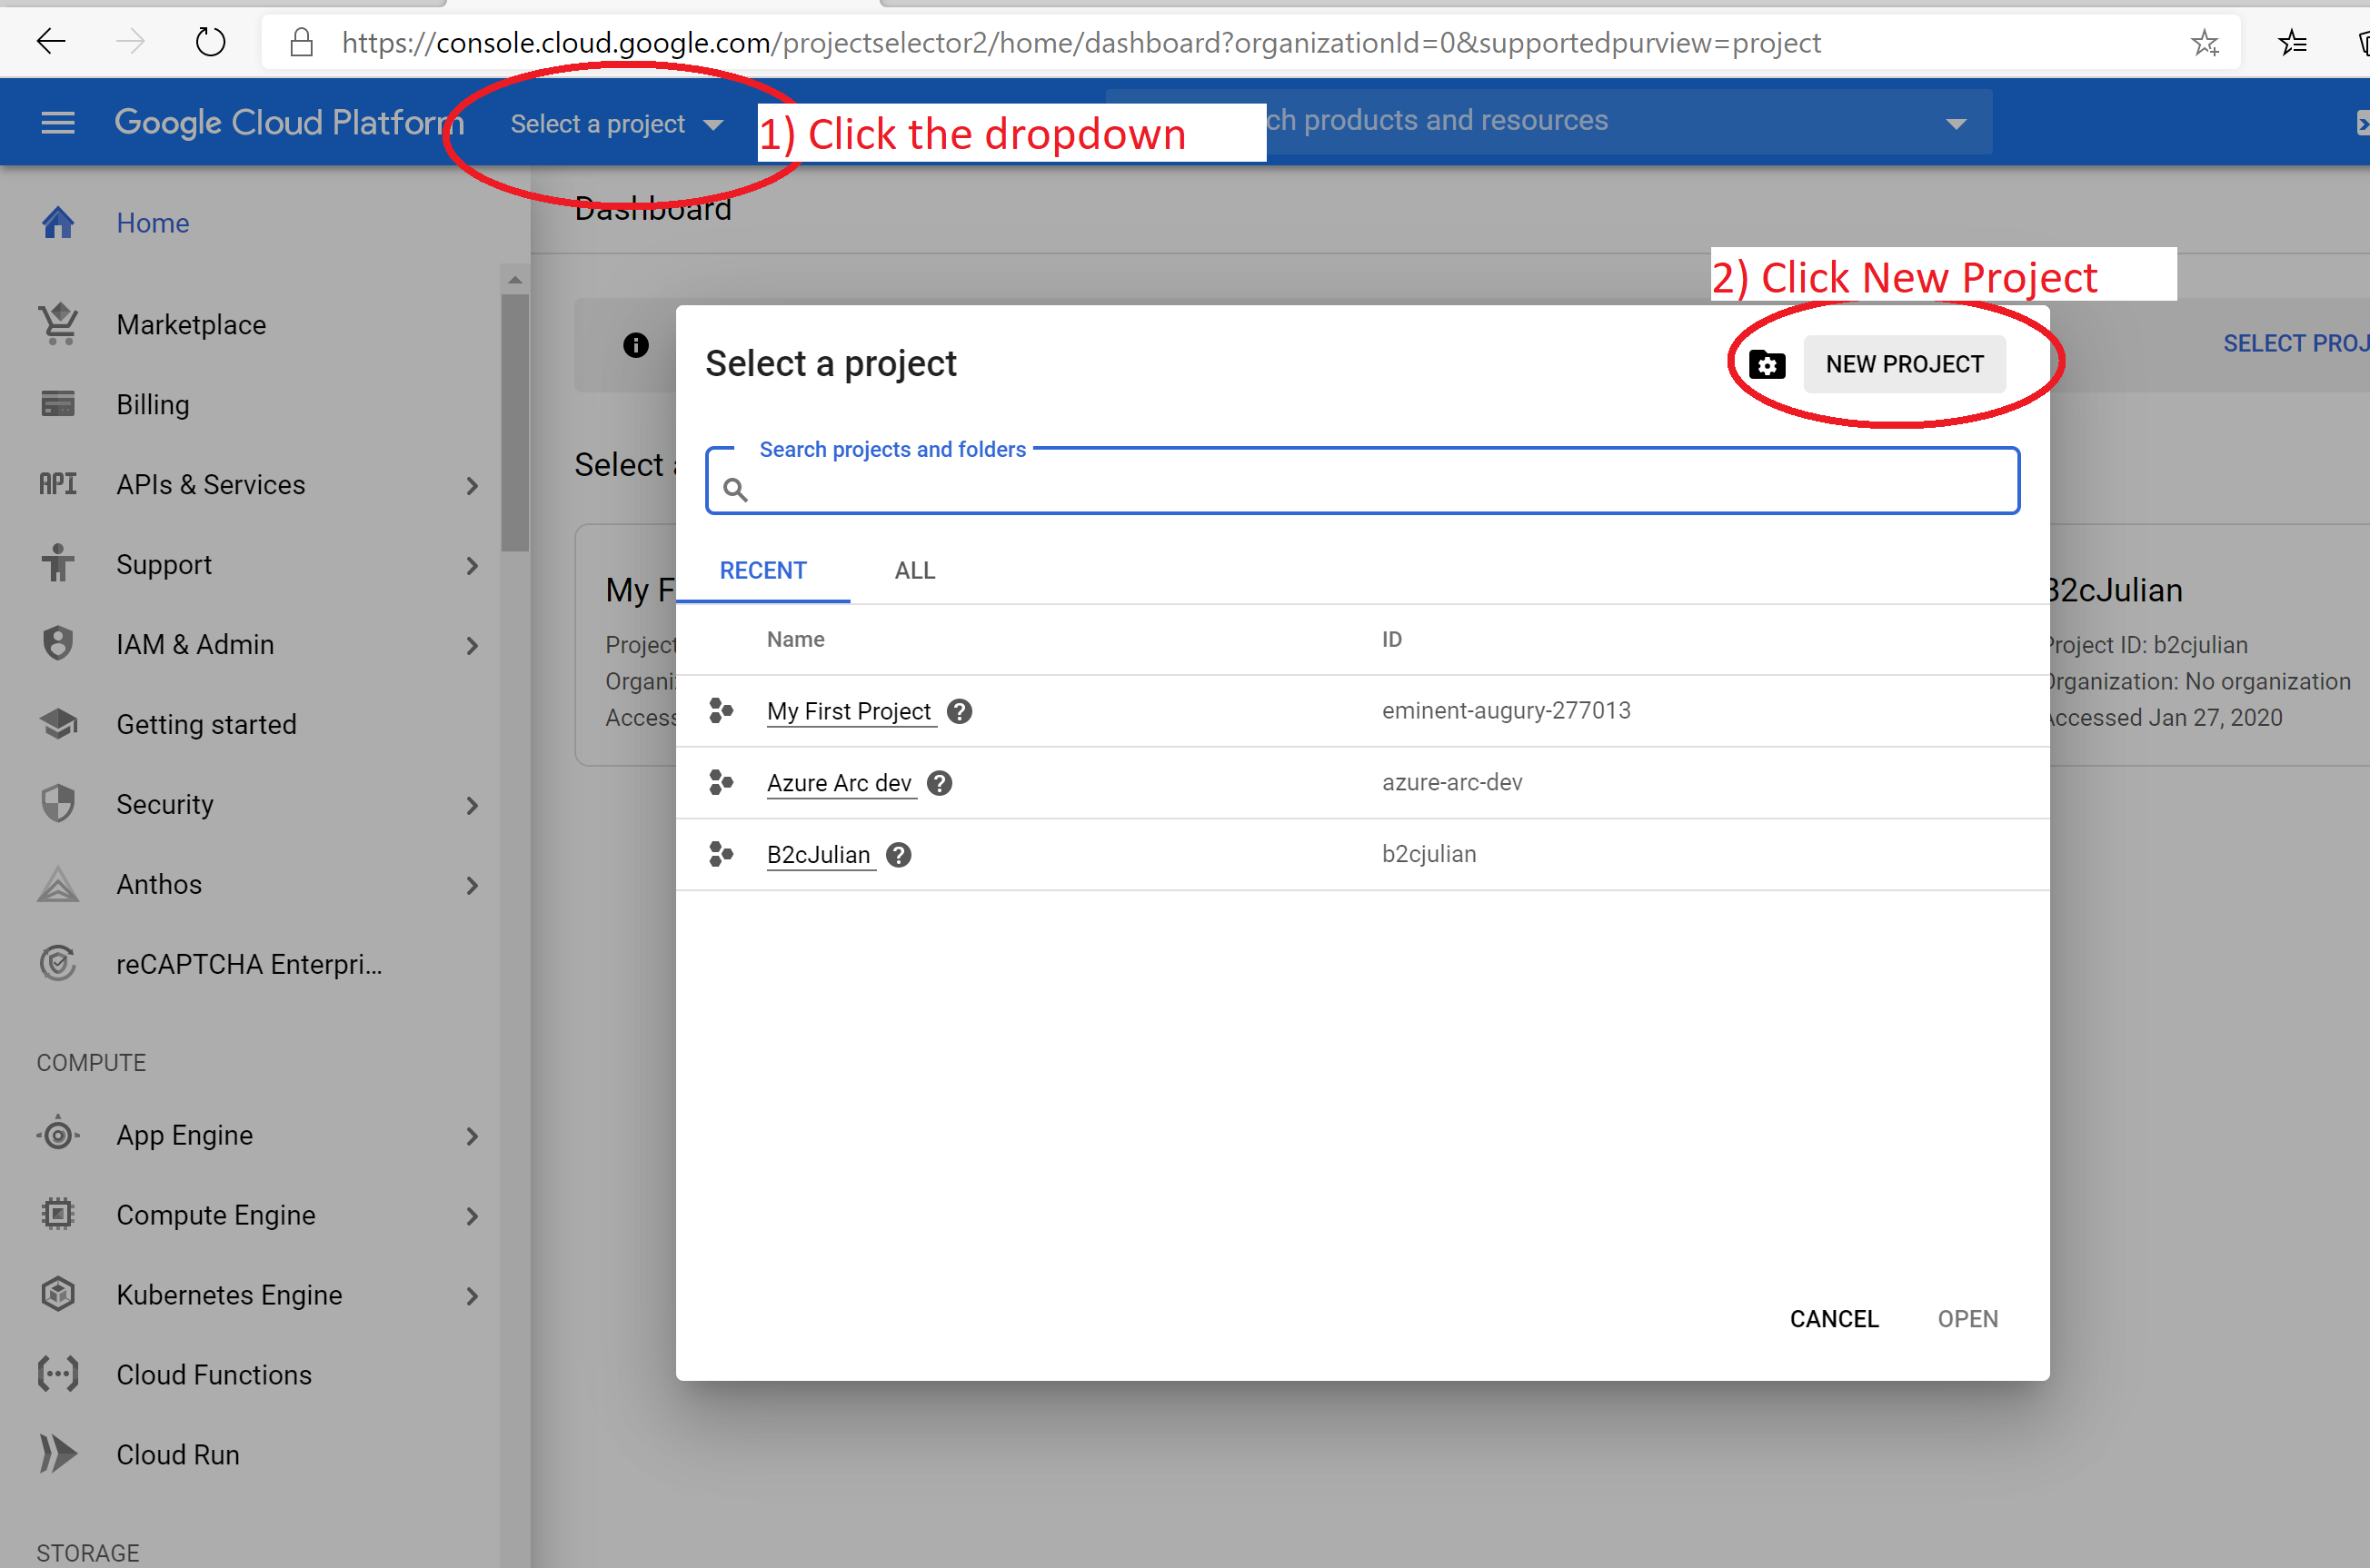 https://console.cloud.google.com/projectselector2/home/dashboard?organizationId=0&supportedpurview=project
Google Cloud Platform
Select a project
1) Click the dropdown
products and resources
Home
Dashboard
Marketplace
2) Click New Project
Billing
Select a project
NEW PROJECT
SELECT
Search projects and folders
Select
APIs & Services
Support
RECENT
ALL
My
B2cJulian
Name
ID
IAM & Admin
Project ID: b2cjulian
Organization: No organization
Accessed Jan 27, 2020
My First Project
eminent-augury-277013
Getting started
Azure Arc dev
azure-arc-dev
Security
B2cJulian
b2cjulian
Anthos
reCAPTCHA Enterpri...
COMPUTE
App Engine
Compute Engine
Kubernetes Engine
CANCEL
OPEN
Cloud Functions
Cloud Run
STORAGE